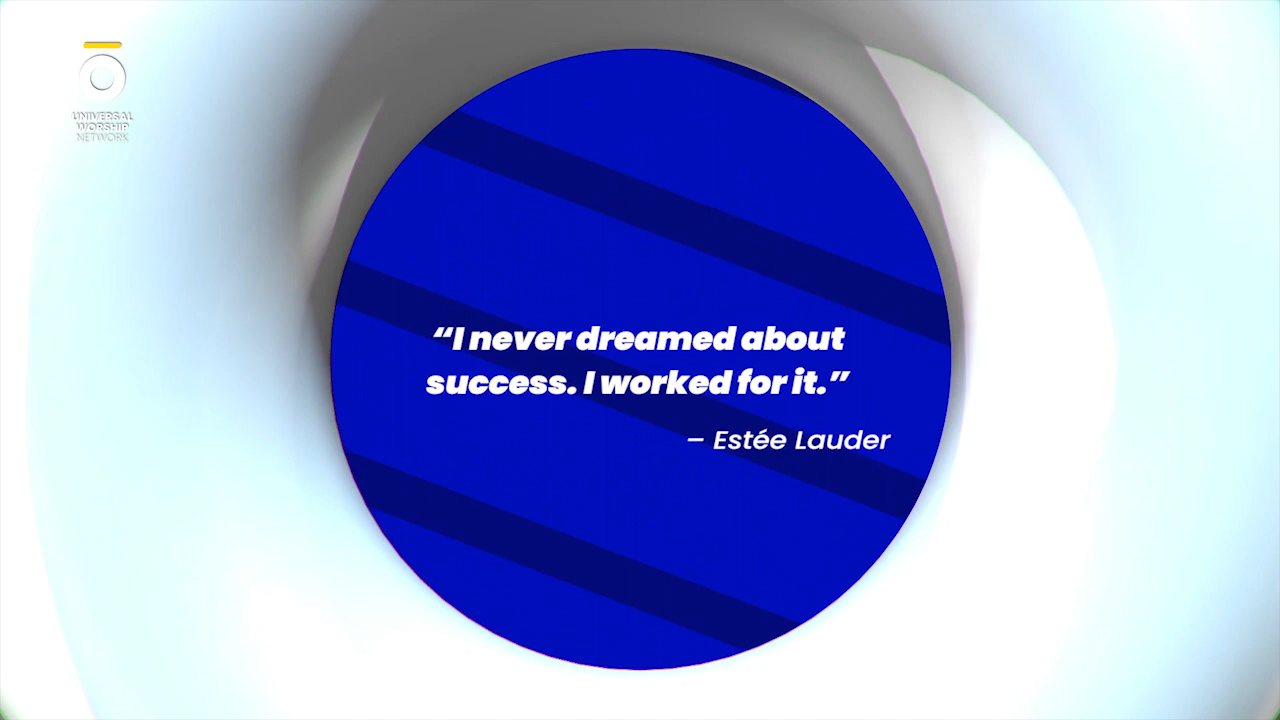 UNIVERSAL
WORSHIP
NETWORK
“I never dreamed about
success. I worked for it.”
– Estée Lauder